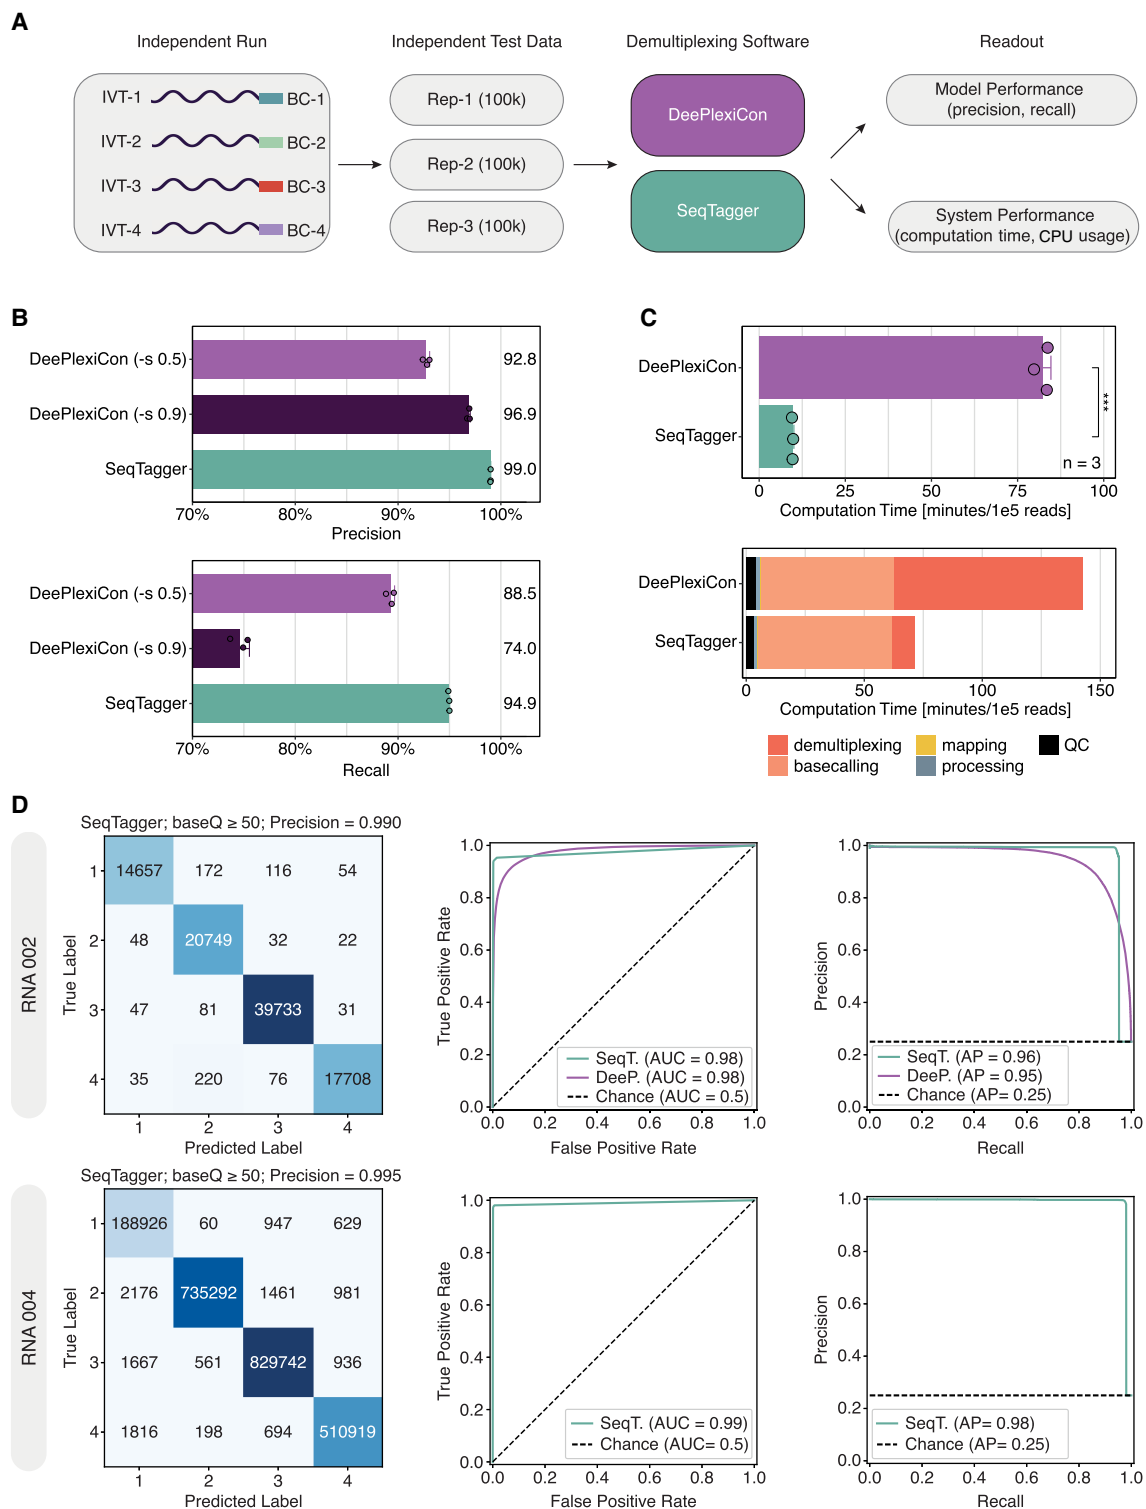 A
Independent Run
Independent Test Data
Demultiplexing Software
Readout
IVT-1
BC-1
IVT-2
BC-2
IVT-3
BC-3
IVT-4
BC-4
Rep-1 (100k)
Rep-2 (100k)
Rep-3 (100k)
DeePlexiCon
SeqTagger
Model Performance
(precision, recall)
System Performance
(computation time, CPU usage)
B
DeePlexiCon (-s 0.5)
92.8
DeePlexiCon (-s 0.9)
96.9
SeqTagger
99.0
70% 80% 90% 100%
Precision
DeePlexiCon (-s 0.5)
88.5
DeePlexiCon (-s 0.9)
74.0
SeqTagger
94.9
70% 80% 90% 100%
Recall
C
DeePlexiCon
SeqTagger
***
n = 3
0 25 50 75 100
Computation Time [minutes/1e5 reads]
DeePlexiCon
SeqTagger
0 50 100 150
Computation Time [minutes/1e5 reads]
demultiplexing
mapping
QC
basecalling
processing
D
RNA 002
SeqTagger; baseQ ≥ 50; Precision = 0.990
True Label
1 14657 172 116 54
2 48 20749 32 22
3 47 81 39733 31
4 35 220 76 17708
1 2 3 4
Predicted Label
True Positive Rate
1.0
0.8
0.6
0.4
0.2
0.0
SeqT. (AUC = 0.98)
DeeP. (AUC = 0.98)
Chance (AUC = 0.5)
0.0 0.2 0.4 0.6 0.8 1.0
False Positive Rate
Precision
1.0
0.8
0.6
0.4
0.2
0.0
SeqT. (AP = 0.96)
DeeP. (AP = 0.95)
Chance (AP= 0.25)
0.0 0.2 0.4 0.6 0.8 1.0
Recall
RNA 004
SeqTagger; baseQ ≥ 50; Precision = 0.995
True Label
1 188926 60 947 629
2 2176 735292 1461 981
3 1667 561 829742 936
4 1816 198 694 510919
1 2 3 4
Predicted Label
True Positive Rate
1.0
0.8
0.6
0.4
0.2
0.0
SeqT. (AUC = 0.99)
Chance (AUC= 0.5)
0.0 0.2 0.4 0.6 0.8 1.0
False Positive Rate
Precision
1.0
0.8
0.6
0.4
0.2
0.0
SeqT. (AP= 0.98)
Chance (AP= 0.25)
0.0 0.2 0.4 0.6 0.8 1.0
Recall